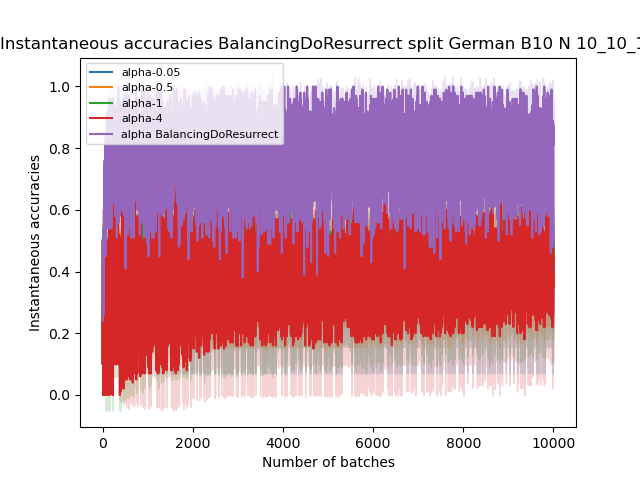 Instantaneous accuracies BalancingDoResurrect split German B10 N 10_10_1
alpha-0.05
alpha-0.5
alpha-1
alpha-4
alpha BalancingDoResurrect
Instantaneous accuracies
1.0
0.8
0.6
0.4
0.2
0.0
0 2000 4000 6000 8000 10000
Number of batches